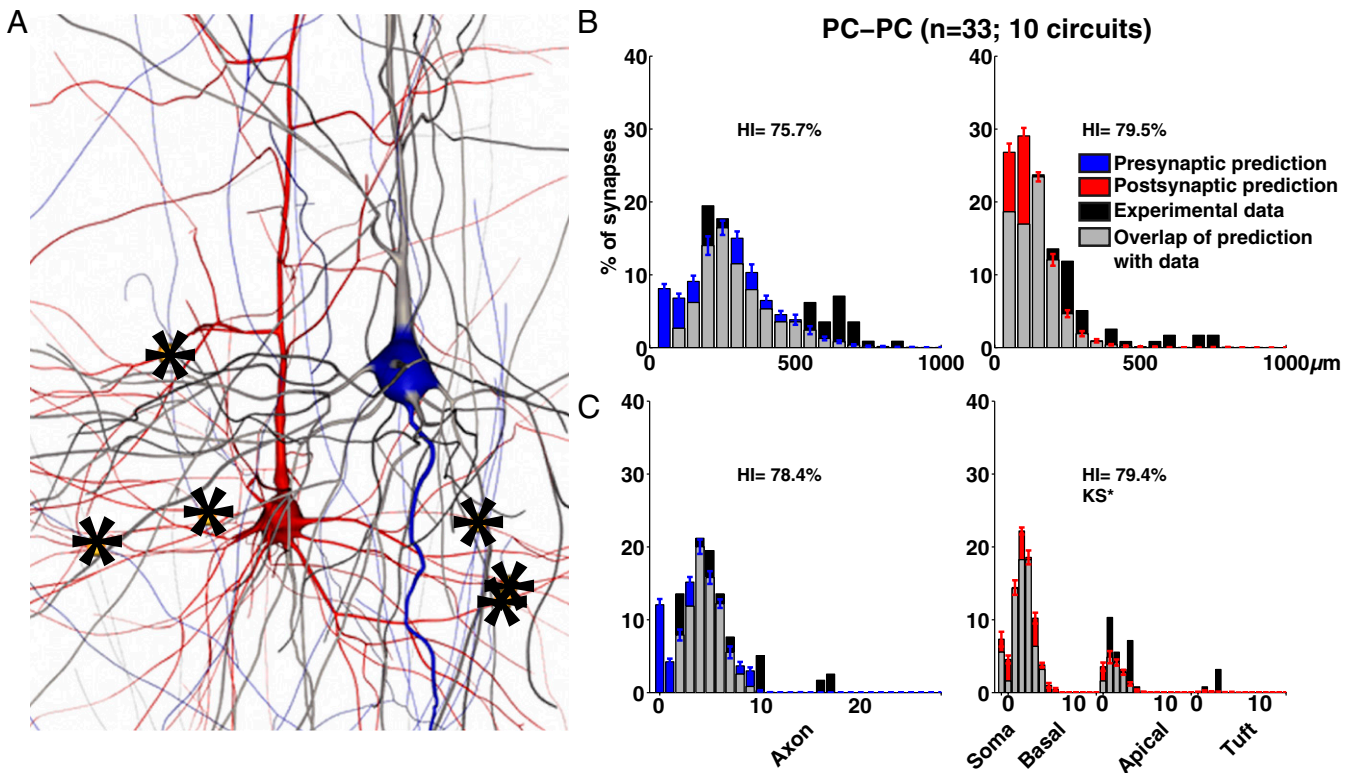 A
B
PC–PC (n=33; 10 circuits)
40
30
20
10
0
% of synapses
HI= 75.7%
0
500
1000
40
30
20
10
0
HI= 79.5%
Presynaptic prediction
Postsynaptic prediction
Experimental data
Overlap of prediction
with data
0
500
1000µm
C
40
30
20
10
0
HI= 78.4%
0
10
20
Axon
40
30
20
10
0
HI= 79.4%
KS*
0
10
0
10
0
10
Soma
Basal
Apical
Tuft